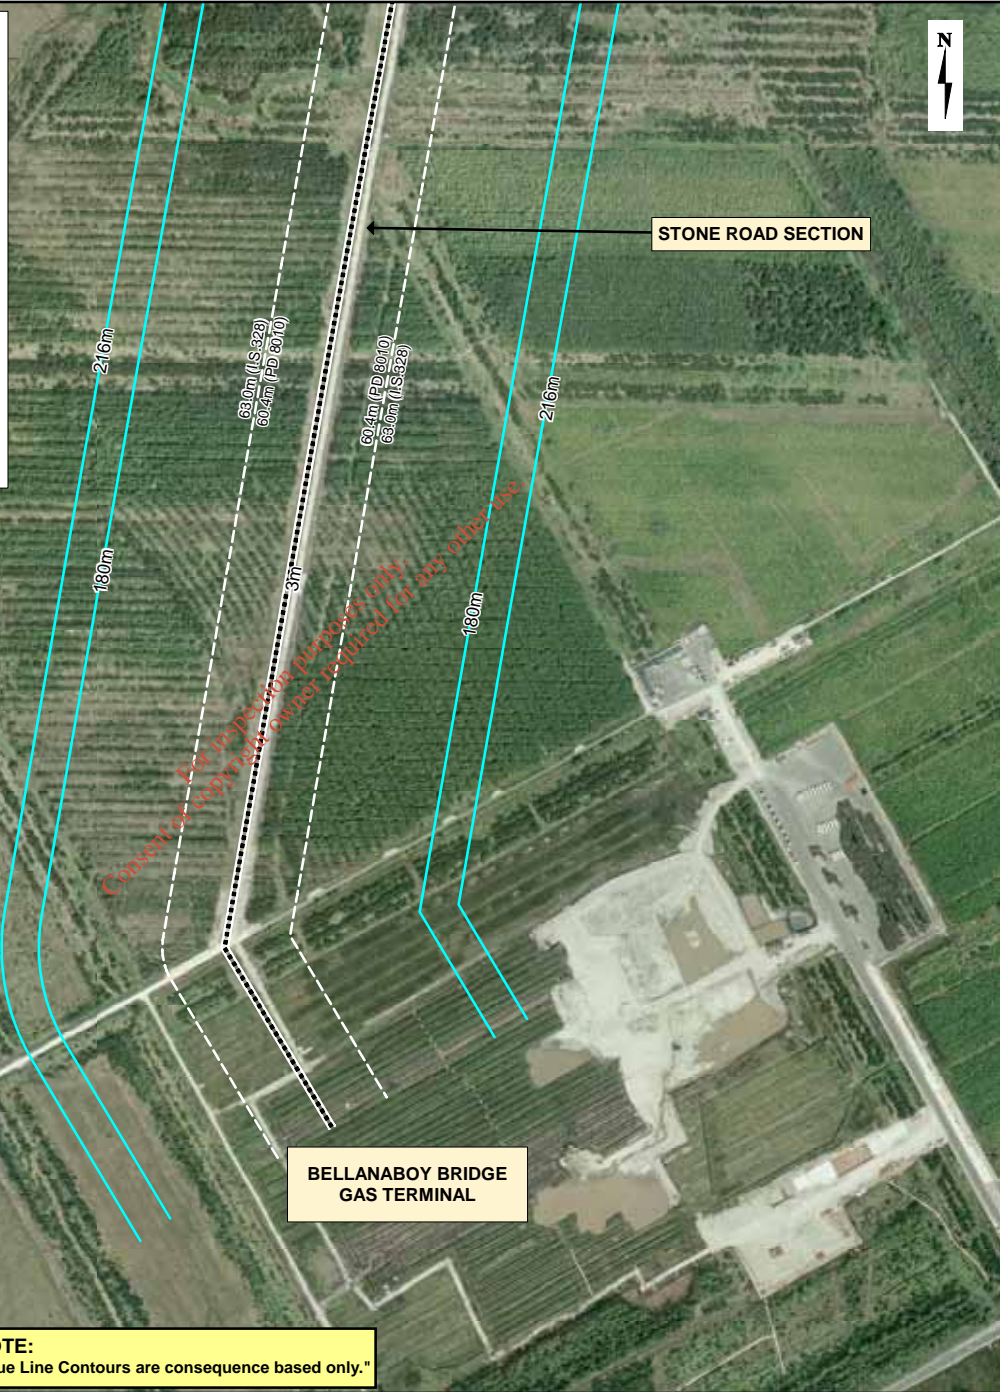 N
STONE ROAD SECTION
216m
63.0m (I.S.328)
60.4m (PD 8010)
60.4m (PD 8010)
63.0m (I.S.328)
216m
180m
3m
180m
For inspection purposes only.
Consent of copyright owner required for any other use.
BELLANABOY BRIDGE
GAS TERMINAL
OTE:
ue Line Contours are consequence based only."